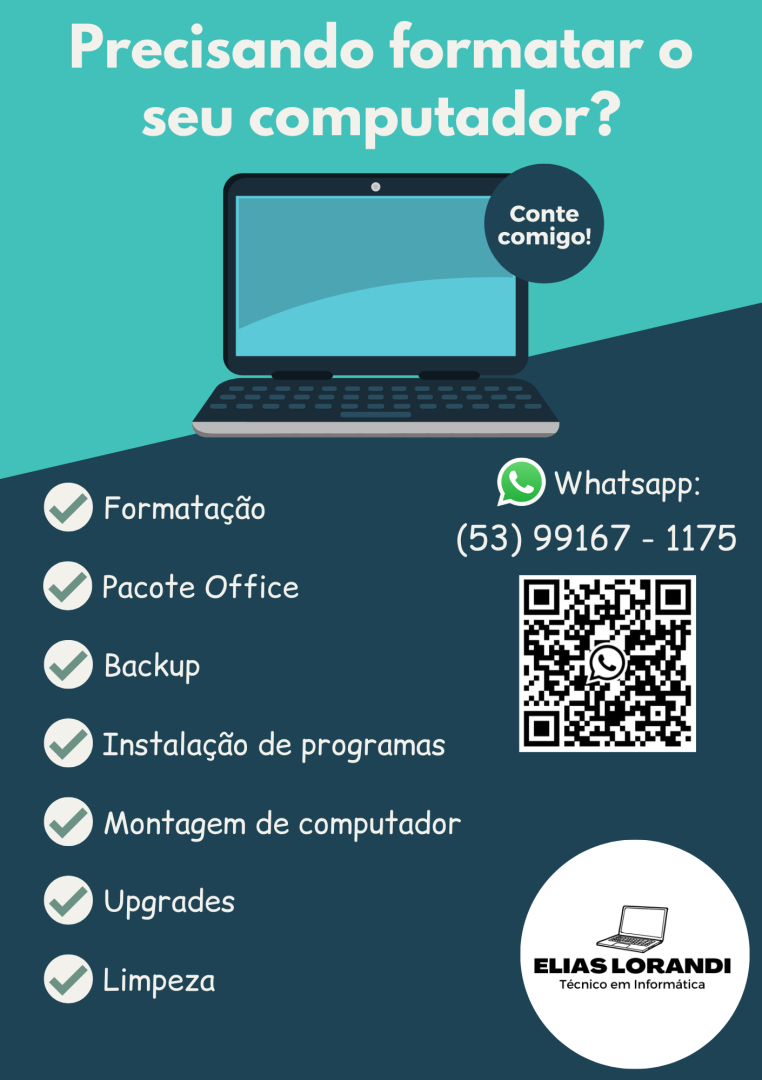 Precisando formatar o
seu computador?
Conte
comigo!
Formatação
Pacote Office
Backup
Instalação de programas
Montagem de computador
Upgrades
Limpeza
Whatsapp:
(53) 99167 - 1175
ELIAS LORANDI
Técnico em Informática